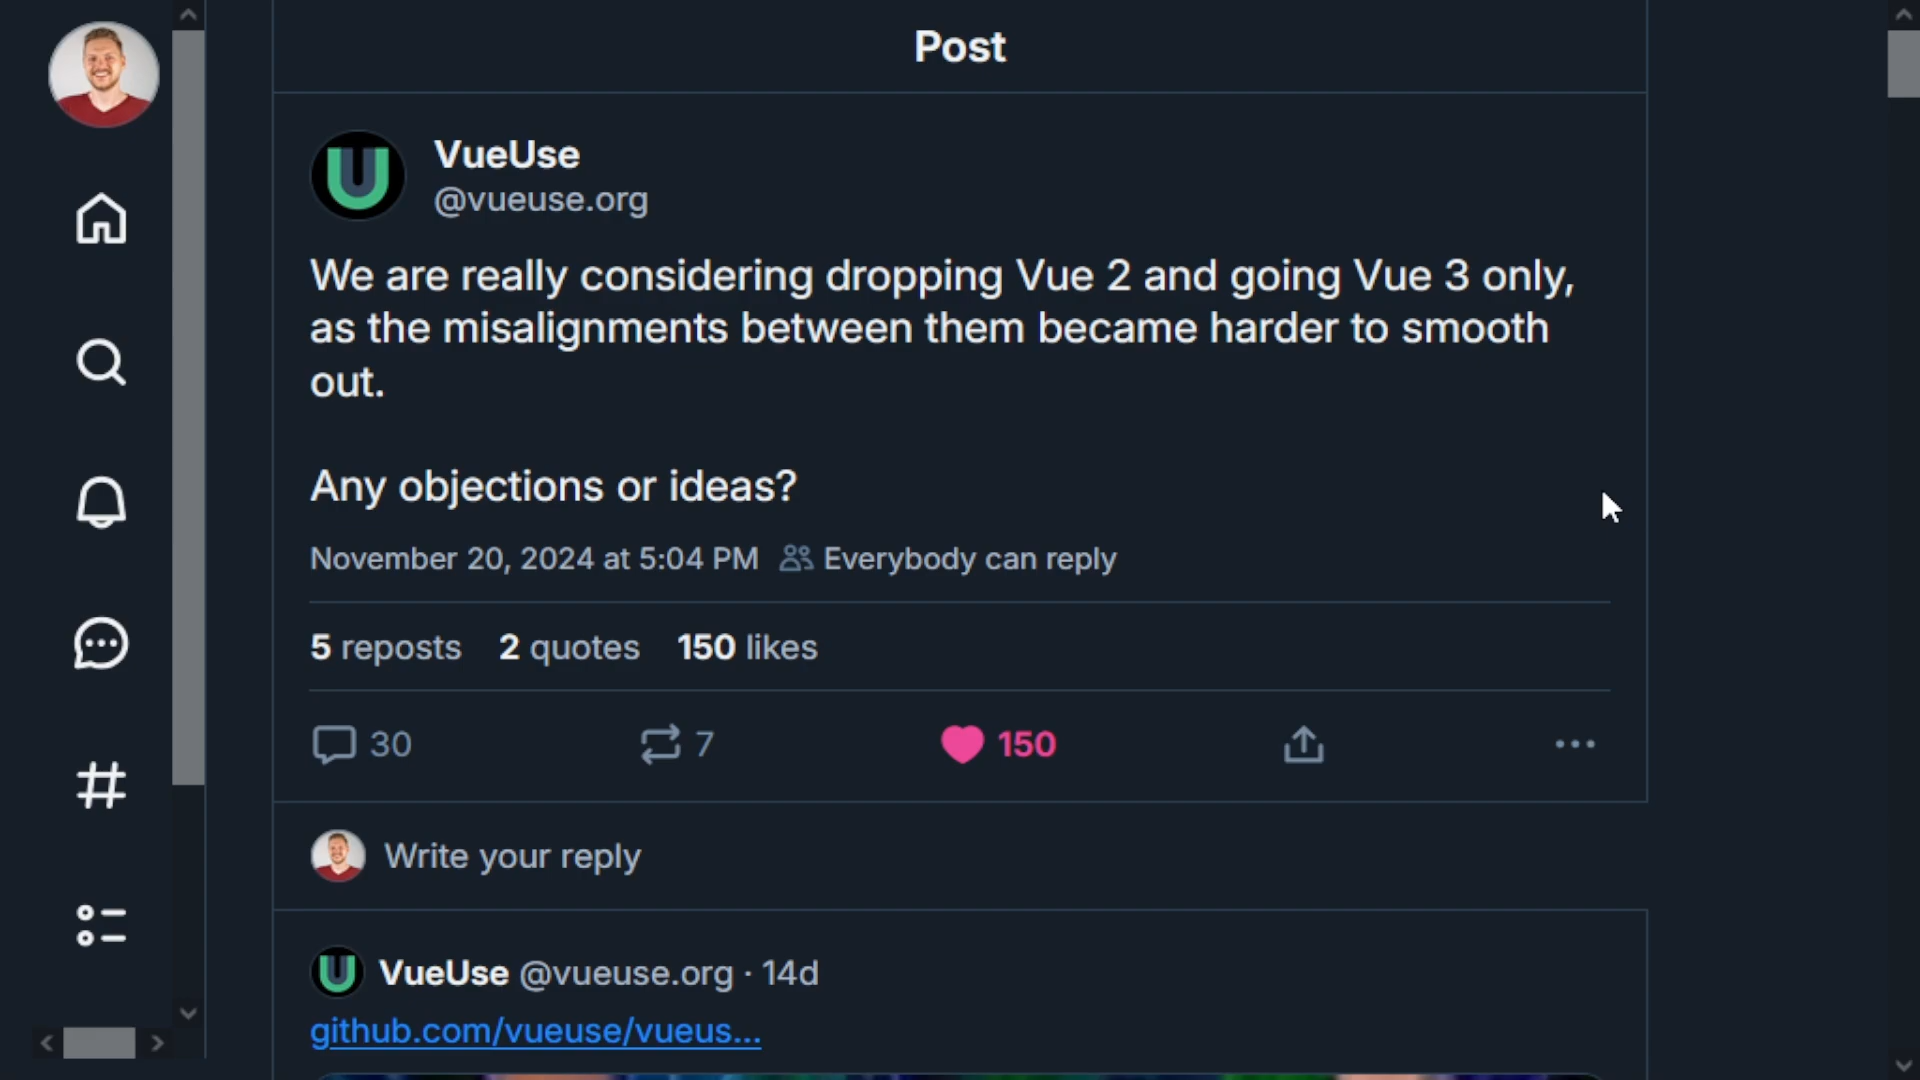 Post
VueUse
@vueuse.org
We are really considering dropping Vue 2 and going Vue 3 only,
as the misalignments between them became harder to smooth
out.
Any objections or ideas?
November 20, 2024 at 5:04 PM Everybody can reply
5 reposts 2 quotes 150 likes
30 7 150 ...
Write your reply
VueUse @vueuse.org · 14d
github.com/vueuse/vueus...